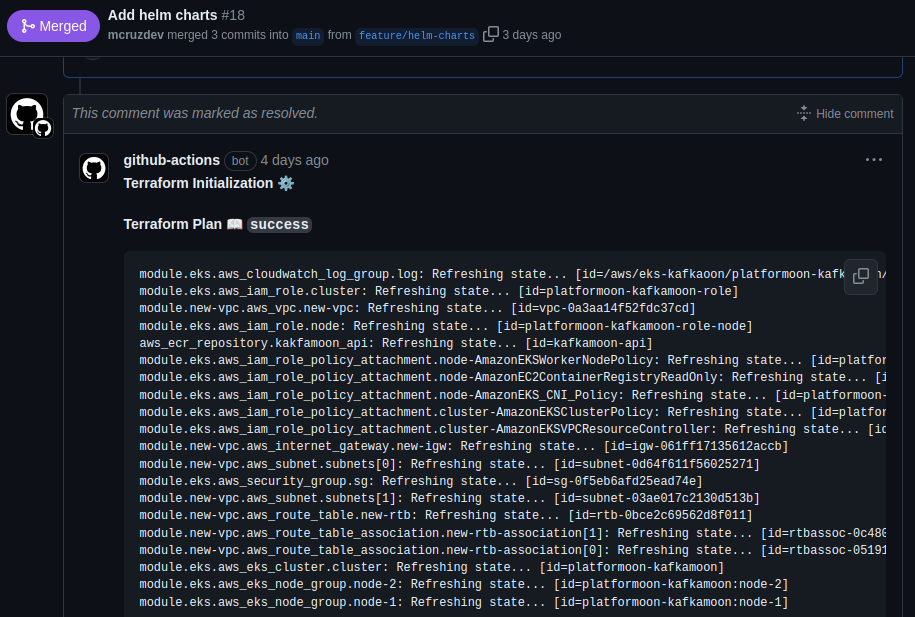 Merged
Add helm charts #18
mcruzdev merged 3 commits into main from feature/helm-charts 3 days ago
This comment was marked as resolved.
Hide comment
github-actions bot 4 days ago
Terraform Initialization ⚙️
Terraform Plan 📖 success
module.eks.aws_cloudwatch_log_group.log: Refreshing state... [id=/aws/eks-kafkaoon/platformoon-kafk
module.eks.aws_iam_role.cluster: Refreshing state... [id=platformoon-kafkamoon-role]
module.new-vpc.aws_vpc.new-vpc: Refreshing state... [id=vpc-0a3aa14f52fdc37cd]
module.eks.aws_iam_role.node: Refreshing state... [id=platformoon-kafkamoon-role-node]
aws_ecr_repository.kakfamoon_api: Refreshing state... [id=kafkamoon-api]
module.eks.aws_iam_role_policy_attachment.node-AmazonEKSWorkerNodePolicy: Refreshing state... [id=platfor
module.eks.aws_iam_role_policy_attachment.node-AmazonEC2ContainerRegistryReadOnly: Refreshing state... [i
module.eks.aws_iam_role_policy_attachment.node-AmazonEKS_CNI_Policy: Refreshing state... [id=platformoon-
module.eks.aws_iam_role_policy_attachment.cluster-AmazonEKSClusterPolicy: Refreshing state... [id=platfor
module.eks.aws_iam_role_policy_attachment.cluster-AmazonEKSVPCResourceController: Refreshing state... [id
module.new-vpc.aws_internet_gateway.new-igw: Refreshing state... [id=igw-061ff17135612accb]
module.new-vpc.aws_subnet.subnets[0]: Refreshing state... [id=subnet-0d64f611f56025271]
module.eks.aws_security_group.sg: Refreshing state... [id=sg-0f5eb6afd25ead74e]
module.new-vpc.aws_subnet.subnets[1]: Refreshing state... [id=subnet-03ae017c2130d513b]
module.new-vpc.aws_route_table.new-rtb: Refreshing state... [id=rtb-0bce2c69562d8f011]
module.new-vpc.aws_route_table_association.new-rtb-association[1]: Refreshing state... [id=rtbassoc-0c480
module.new-vpc.aws_route_table_association.new-rtb-association[0]: Refreshing state... [id=rtbassoc-05191
module.eks.aws_eks_cluster.cluster: Refreshing state... [id=platformoon-kafkamoon]
module.eks.aws_eks_node_group.node-2: Refreshing state... [id=platformoon-kafkamoon:node-2]
module.eks.aws_eks_node_group.node-1: Refreshing state... [id=platformoon-kafkamoon:node-1]